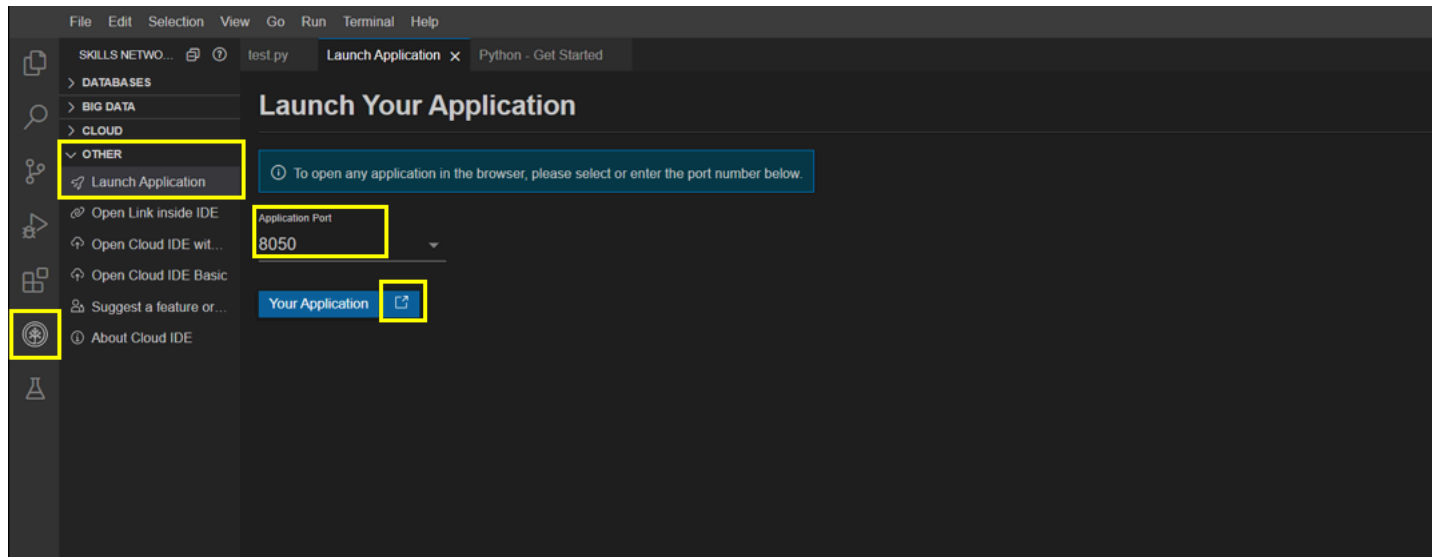 File Edit Selection View Go Run Terminal Help
SKILLS NETWO...
test.py Launch Application Python - Get Started
DATABASES
BIG DATA
CLOUD
OTHER
Launch Application
Open Link inside IDE
Open Cloud IDE wit...
Open Cloud IDE Basic
Suggest a feature or...
About Cloud IDE
Launch Your Application
To open any application in the browser, please select or enter the port number below.
Application Port
8050
Your Application